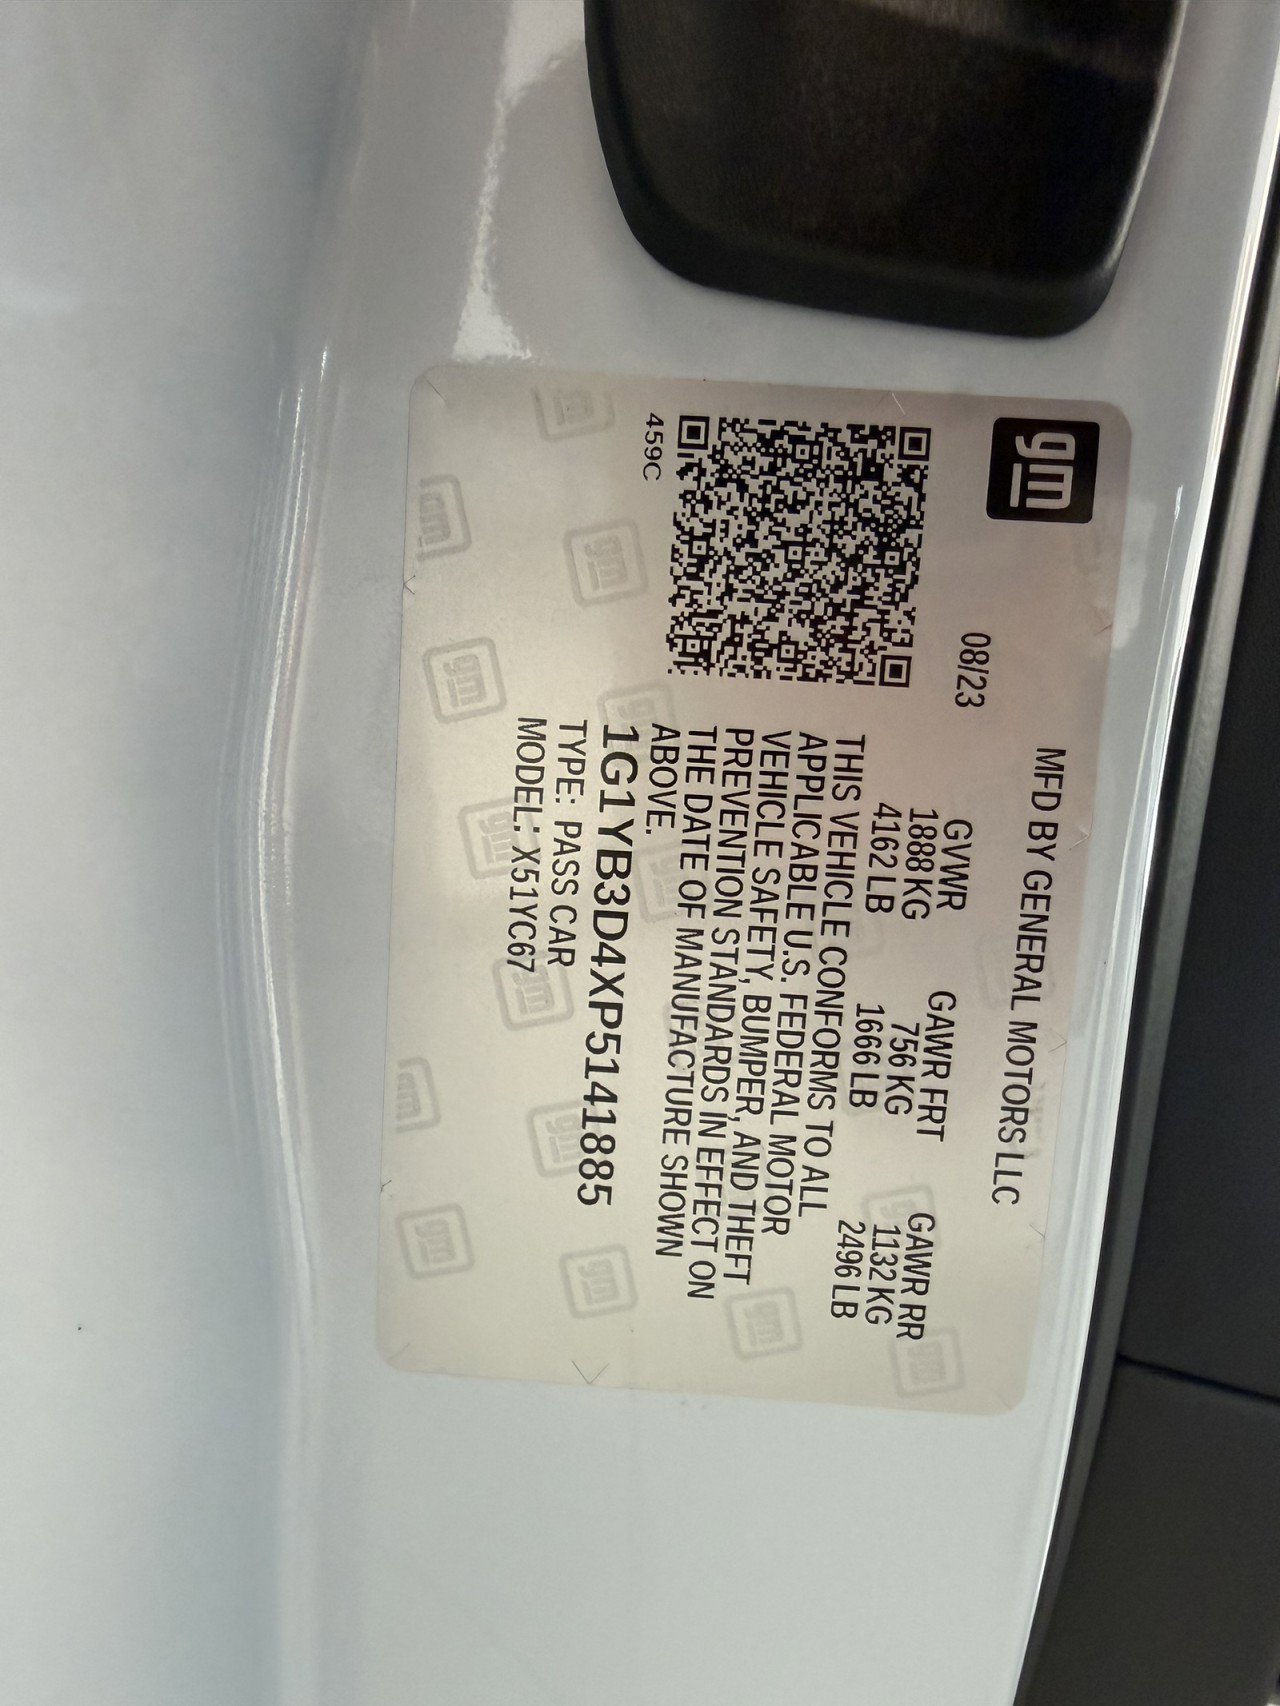 gm
MFD BY GENERAL MOTORS LLC
08/23
GVWR GAWR FRT GAWR RR
1888 KG 756 KG 1132 KG
4162 LB 1666 LB 2496 LB
THIS VEHICLE CONFORMS TO ALL
APPLICABLE U.S. FEDERAL MOTOR
VEHICLE SAFETY, BUMPER, AND THEFT
PREVENTION STANDARDS IN EFFECT ON
THE DATE OF MANUFACTURE SHOWN
ABOVE.
459C
1G1YB3D4XP5141885
TYPE: PASS CAR
MODEL: X51YC67